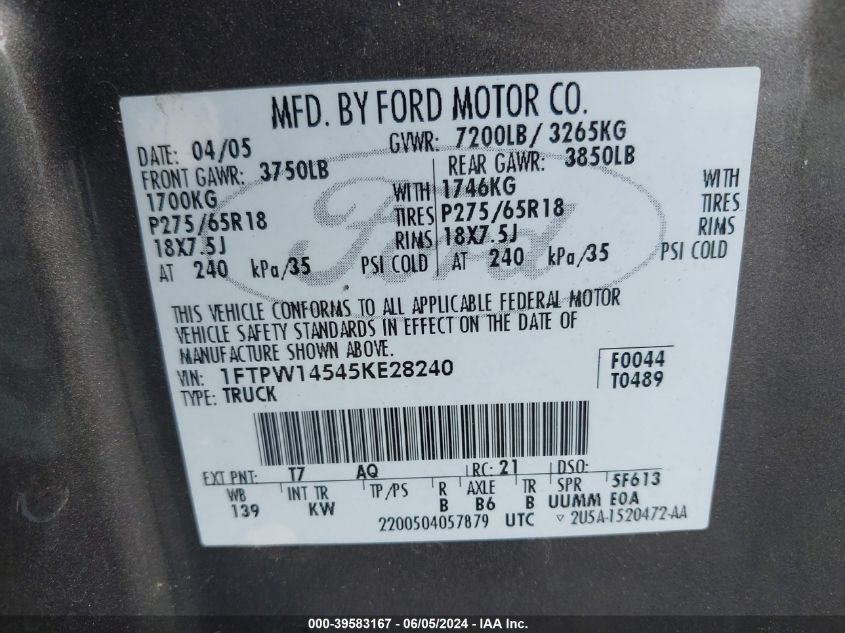 MFD. BY FORD MOTOR CO.
DATE: 04/05 GVWR: 7200LB/ 3265KG
FRONT GAWR: 3750LB REAR GAWR: 3850LB
1700KG WITH 1746KG WITH
P275/65R18 TIRES P275/65R18 TIRES
18X7.5J RIMS 18X7.5J RIMS
AT 240 kPa/35 PSI COLD AT 240 kPa/35 PSI COLD
Ford
THIS VEHICLE CONFORMS TO ALL APPLICABLE FEDERAL MOTOR
VEHICLE SAFETY STANDARDS IN EFFECT ON THE DATE OF
MANUFACTURE SHOWN ABOVE.
VIN: 1FTPW14545KE28240 F0044
TYPE: TRUCK T0489
EXT PNT: T7 AQ RC: 21 DSO:
WB INT TR TP/PS R AXLE TR SPR 5F613
139 KW B B6 B UUMM E0A
2200504057879 UTC ▽ 2U5A-1520472-AA
000-39583167 - 06/05/2024 - IAA Inc.